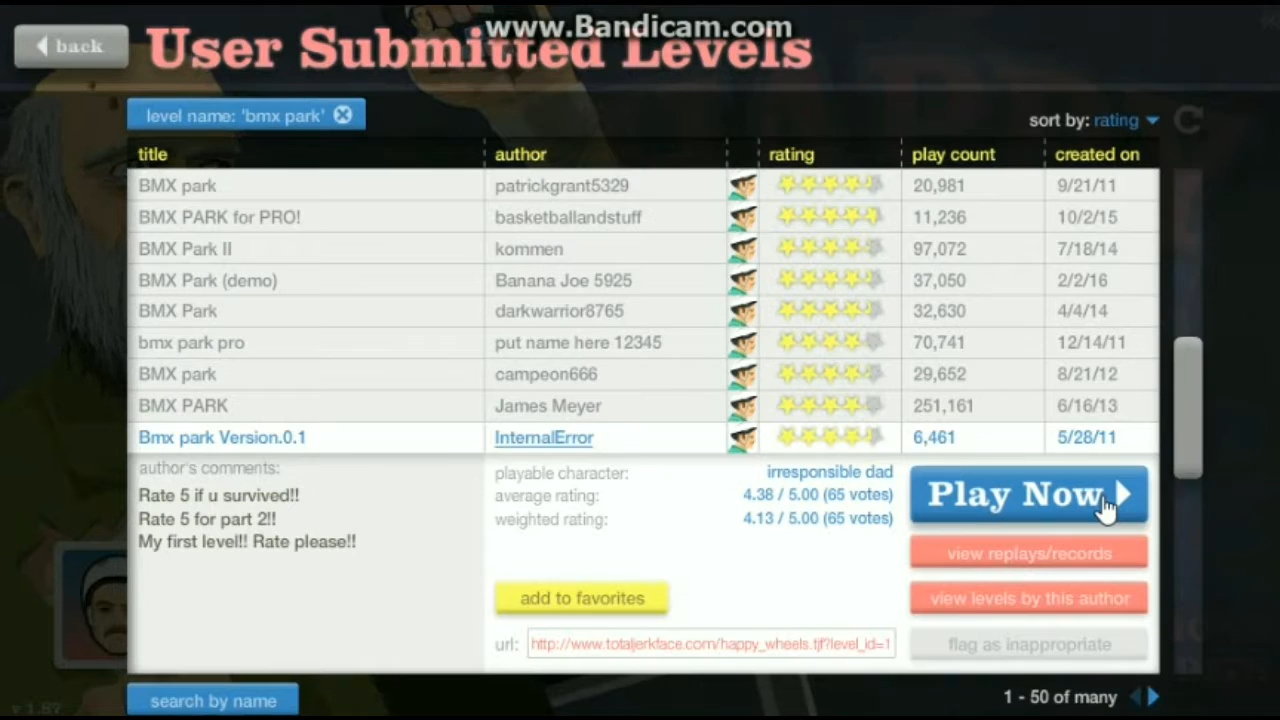 www.Bandicam.com
back
User Submitted Levels
level name: 'bmx park'
sort by: rating
title author rating play count created on
BMX park patrickgrant5329 20,981 9/21/11
BMX PARK for PRO! basketballandstuff 11,236 10/2/15
BMX Park II kommen 97,072 7/18/14
BMX Park (demo) Banana Joe 5925 37,050 2/2/16
BMX Park darkwarrior8765 32,630 4/4/14
bmx park pro put name here 12345 70,741 12/14/11
BMX park campeon666 29,652 8/21/12
BMX PARK James Meyer 251,161 6/16/13
Bmx park Version.0.1 InternalError 6,461 5/28/11
author's comments:
Rate 5 if u survived!!
Rate 5 for part 2!!
My first level!! Rate please!!
playable character: irresponsible dad
average rating: 4.38 / 5.00 (65 votes)
weighted rating: 4.13 / 5.00 (65 votes)
add to favorites
url: http://www.totaljerkface.com/happy_wheels.tjf?level_id=1
Play Now
view replays/records
view levels by this author
flag as inappropriate
search by name
1 - 50 of many
v 1.87